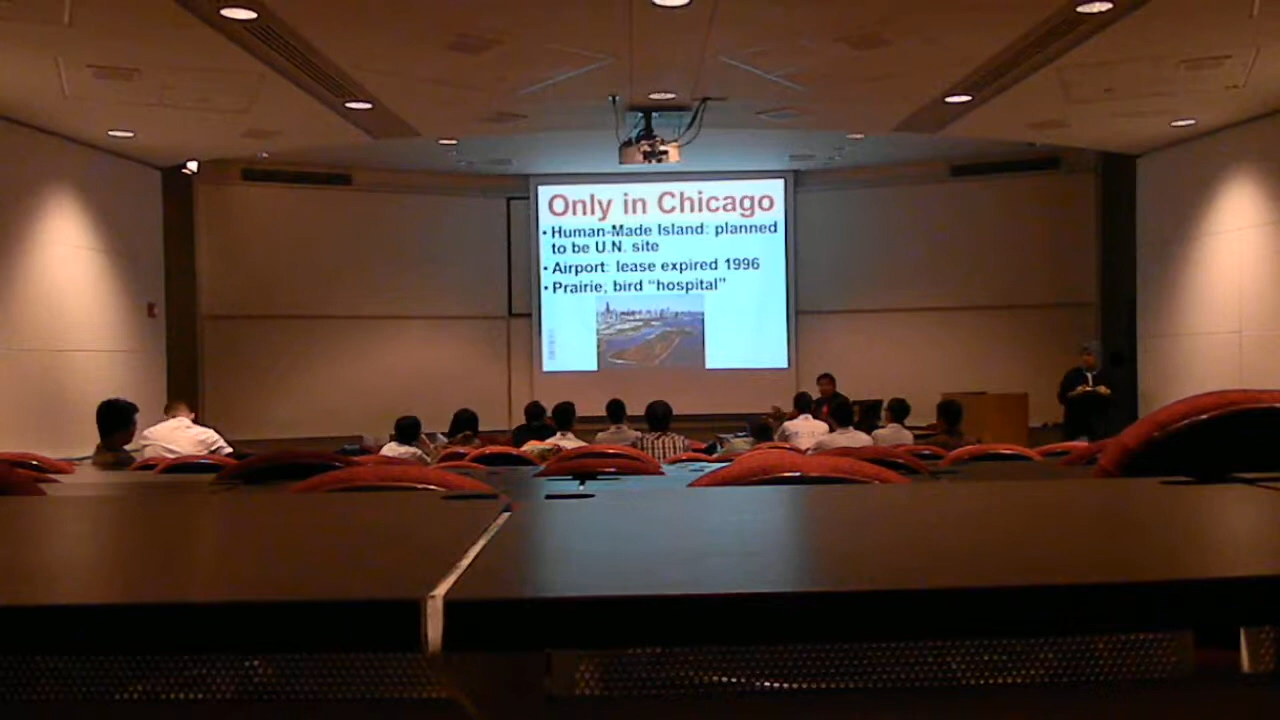 Only in Chicago
• Human-Made Island: planned
to be U.N. site
• Airport: lease expired 1996
• Prairie; bird “hospital”